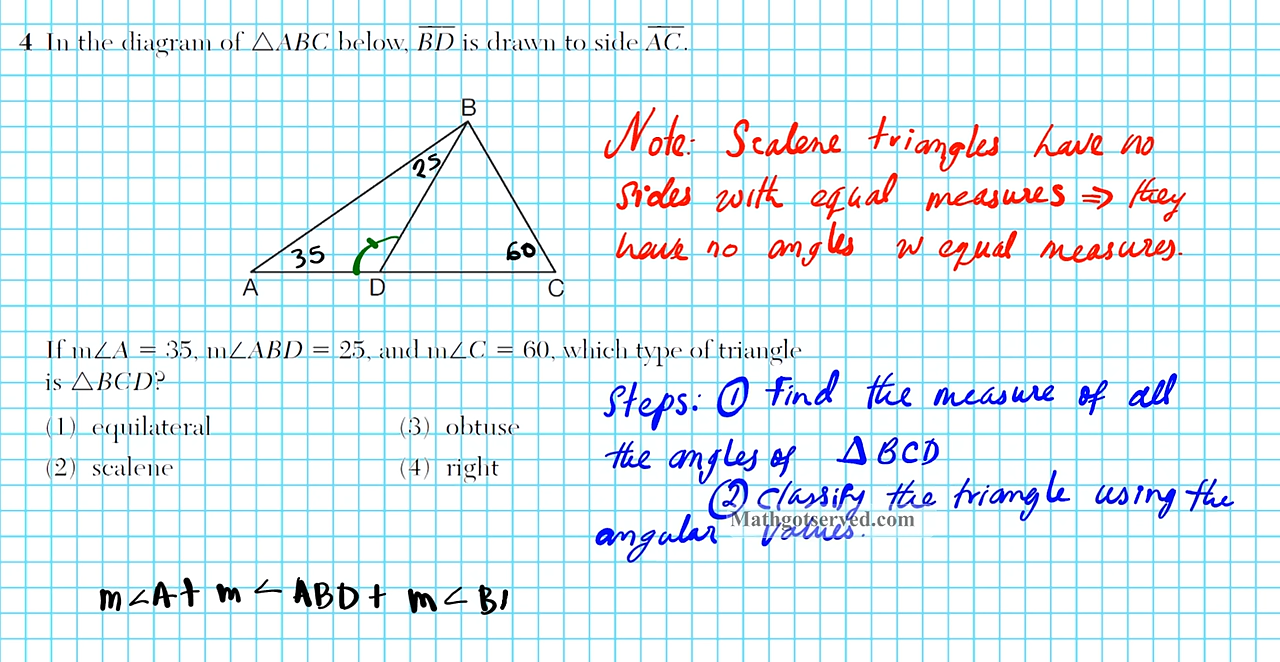 4 In the diagram of △ABC below, B̅D̅ is drawn to side A̅C̅.
B
25
35
60
A
D
C
Note: Scalene triangles have no
sides with equal measures ⇒ they
have no angles w equal measures.
If m∠A = 35, m∠ABD = 25, and m∠C = 60, which type of triangle
is △BCD?
(1) equilateral
(3) obtuse
(2) scalene
(4) right
Steps: ① Find the measure of all
the angles of △BCD
② Classify the triangle using the
angular values.
Mathgotserved.com
m∠A + m∠ABD + m∠B